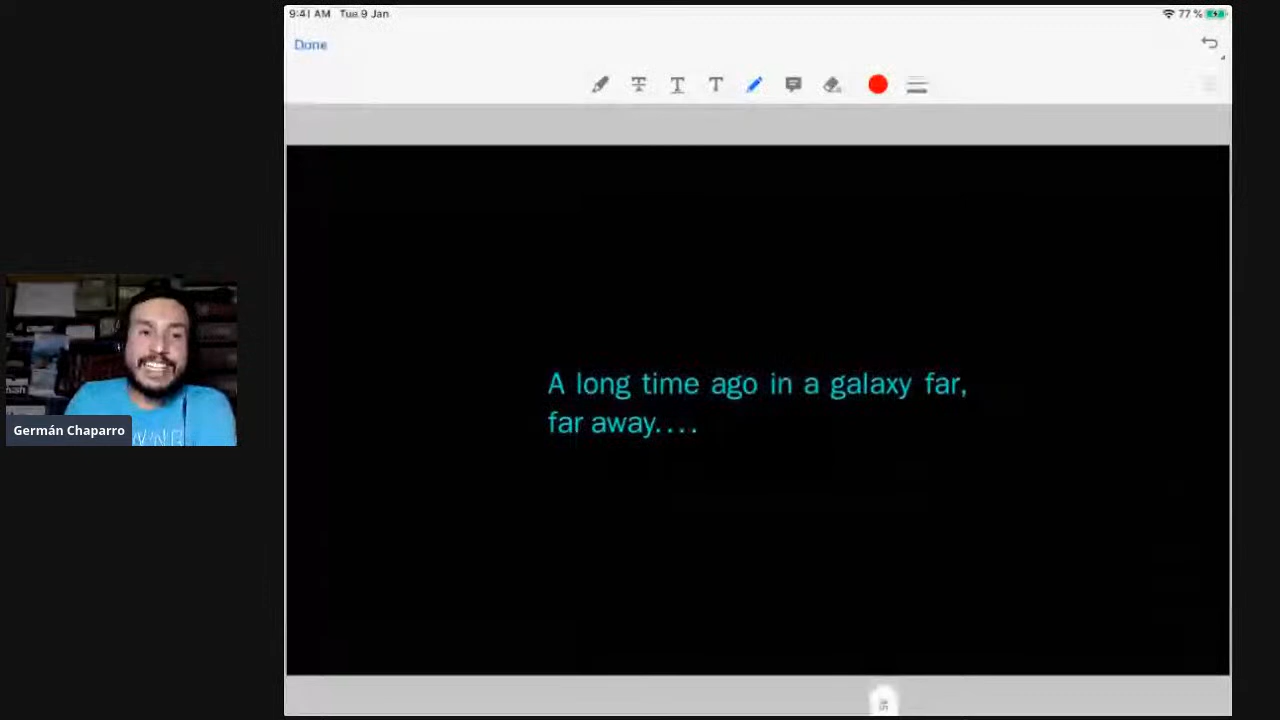 9:41 AM Tue 9 Jan
77 %
Done
A long time ago in a galaxy far,
far away....
Germán Chaparro